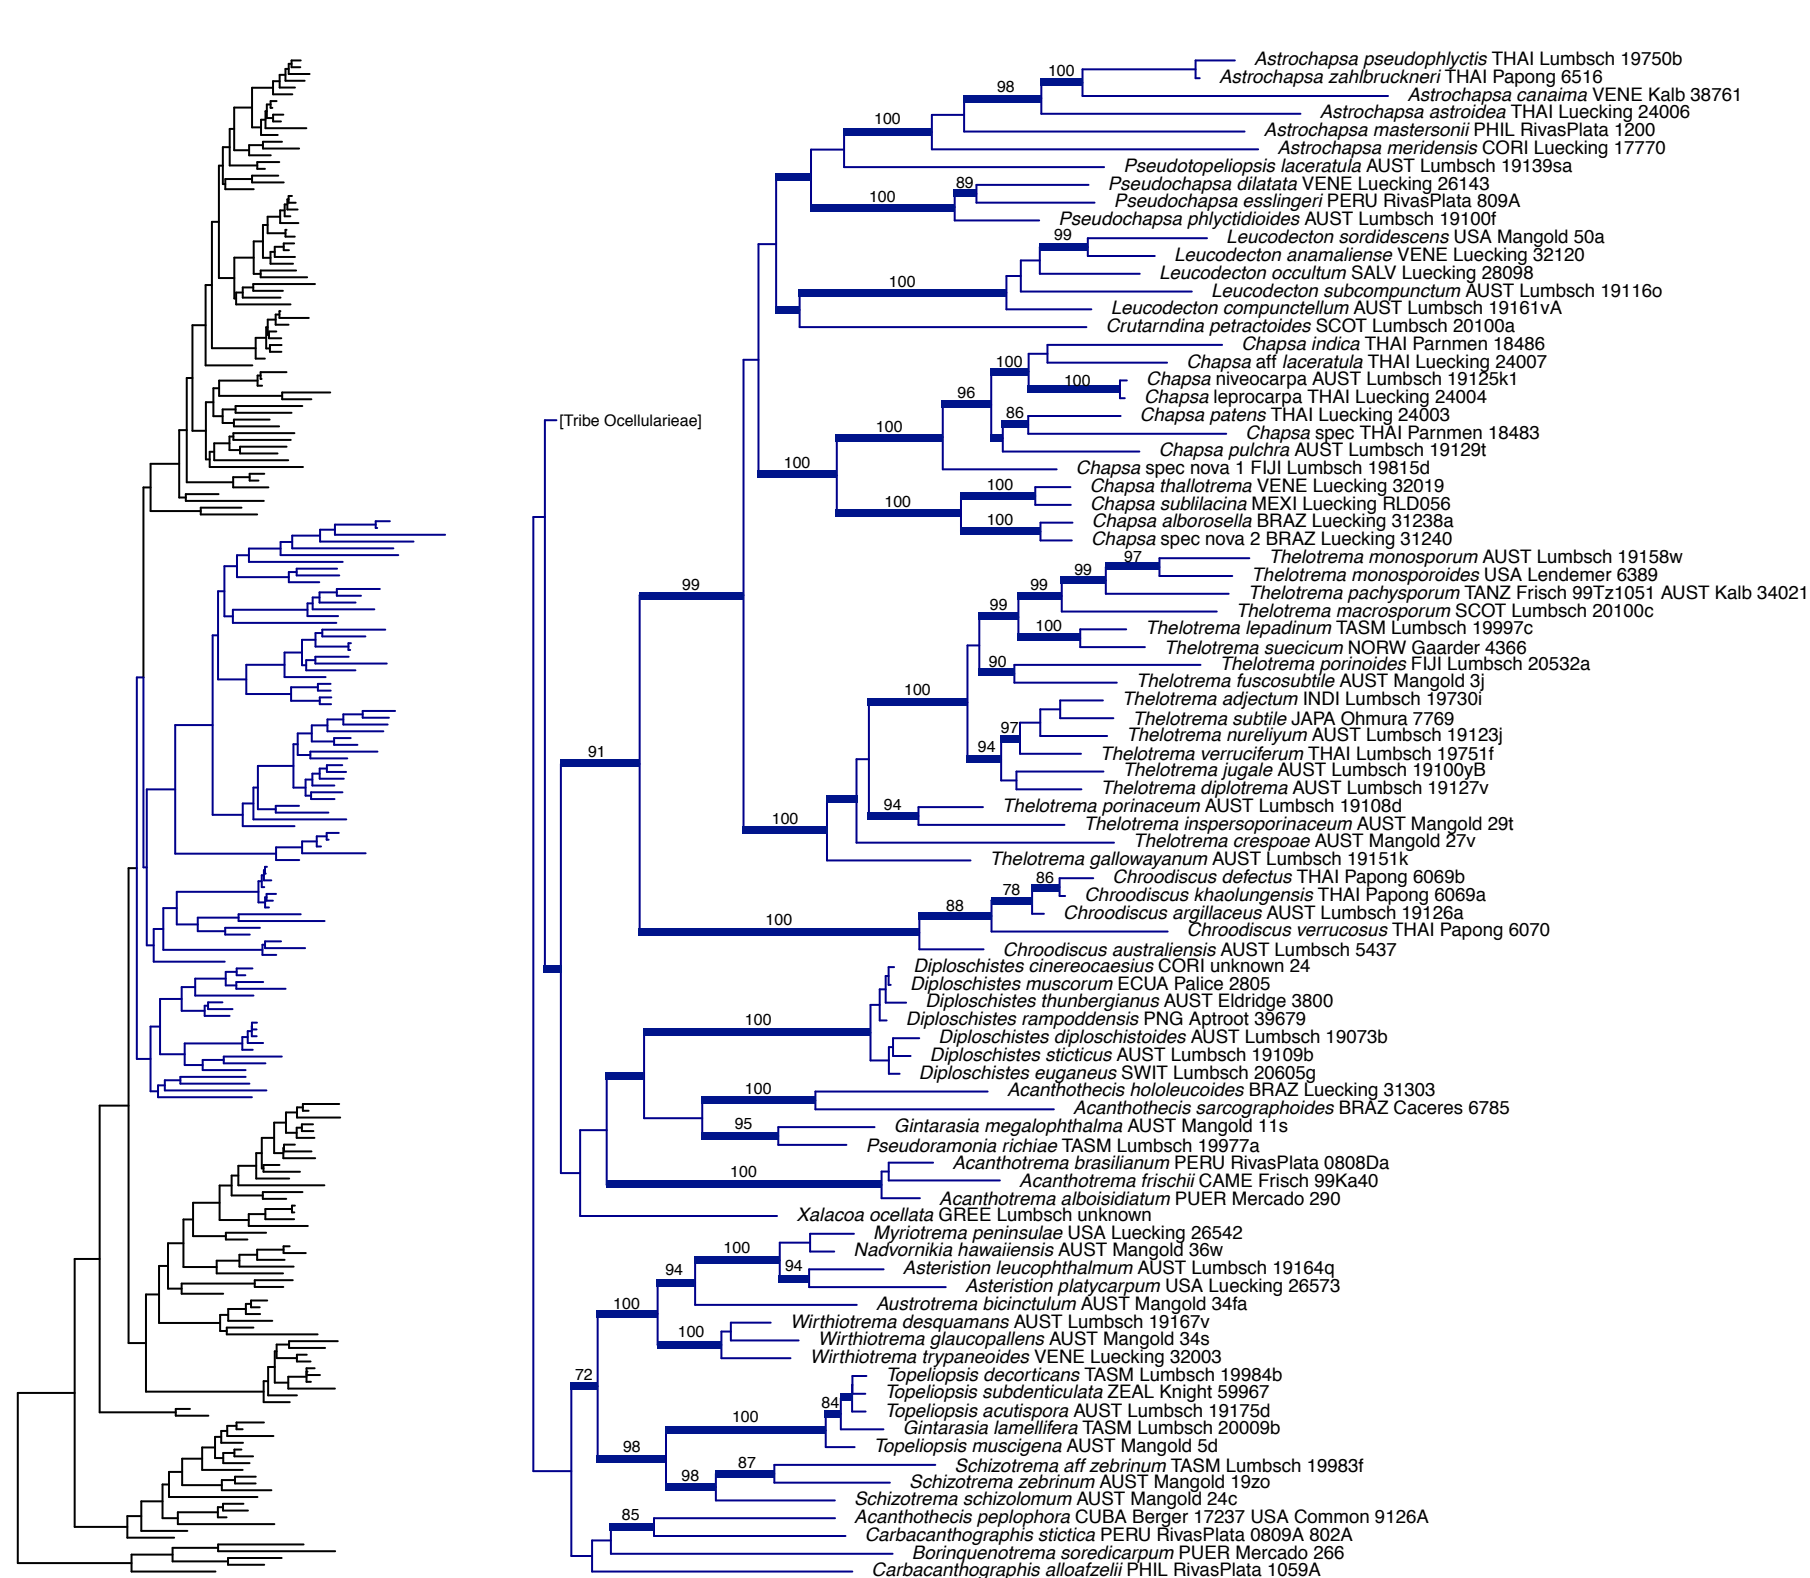 Astrochapsa pseudophlyctis THAI Lumbsch 19750b
100
Astrochapsa zahlbruckneri THAI Papong 6516
98
Astrochapsa canaima VENE Kalb 38761
Astrochapsa astroidea THAI Luecking 24006
100
Astrochapsa mastersonii PHIL RivasPlata 1200
Astrochapsa meridensis CORI Luecking 17770
Pseudotopeliopsis laceratula AUST Lumbsch 19139sa
89
Pseudochapsa dilatata VENE Luecking 26143
100
Pseudochapsa esslingeri PERU RivasPlata 809A
Pseudochapsa phlyctidioides AUST Lumbsch 19100f
99
Leucodecton sordidescens USA Mangold 50a
Leucodecton anamaliense VENE Luecking 32120
Leucodecton occultum SALV Luecking 28098
100
Leucodecton subcompunctum AUST Lumbsch 19116o
Leucodecton compunctellum AUST Lumbsch 19161vA
Crutarndina petractoides SCOT Lumbsch 20100a
Chapsa indica THAI Parnmen 18486
100
Chapsa aff laceratula THAI Luecking 24007
100
Chapsa niveocarpa AUST Lumbsch 19125k1
96
Chapsa leprocarpa THAI Luecking 24004
86
Chapsa patens THAI Luecking 24003
[Tribe Ocellularieae]
100
Chapsa spec THAI Parnmen 18483
Chapsa pulchra AUST Lumbsch 19129t
100
Chapsa spec nova 1 FIJI Lumbsch 19815d
100
Chapsa thallotrema VENE Luecking 32019
100
Chapsa sublilacina MEXI Luecking RLD056
100
Chapsa alborosella BRAZ Luecking 31238a
Chapsa spec nova 2 BRAZ Luecking 31240
97
Thelotrema monosporum AUST Lumbsch 19158w
99
Thelotrema monosporoides USA Lendemer 6389
99
99
Thelotrema pachysporum TANZ Frisch 99Tz1051 AUST Kalb 34021
99
Thelotrema macrosporum SCOT Lumbsch 20100c
100
Thelotrema lepadinum TASM Lumbsch 19997c
Thelotrema suecicum NORW Gaarder 4366
90
Thelotrema porinoides FIJI Lumbsch 20532a
Thelotrema fuscosubtile AUST Mangold 3j
100
Thelotrema adjectum INDI Lumbsch 19730i
Thelotrema subtile JAPA Ohmura 7769
97
Thelotrema nureliyum AUST Lumbsch 19123j
91
94
Thelotrema verruciferum THAI Lumbsch 19751f
Thelotrema jugale AUST Lumbsch 19100yB
Thelotrema diplotrema AUST Lumbsch 19127v
94
Thelotrema porinaceum AUST Lumbsch 19108d
100
Thelotrema inspersoporinaceum AUST Mangold 29t
Thelotrema crespoae AUST Mangold 27v
Thelotrema gallowayanum AUST Lumbsch 19151k
86
Chroodiscus defectus THAI Papong 6069b
78
Chroodiscus khaolungensis THAI Papong 6069a
88
Chroodiscus argillaceus AUST Lumbsch 19126a
100
Chroodiscus verrucosus THAI Papong 6070
Chroodiscus australiensis AUST Lumbsch 5437
Diploschistes cinereocaesius CORI unknown 24
Diploschistes muscorum ECUA Palice 2805
Diploschistes thunbergianus AUST Eldridge 3800
100
Diploschistes rampoddensis PNG Aptroot 39679
Diploschistes diploschistoides AUST Lumbsch 19073b
Diploschistes sticticus AUST Lumbsch 19109b
Diploschistes euganeus SWIT Lumbsch 20605g
100
Acanthothecis hololeucoides BRAZ Luecking 31303
Acanthothecis sarcographoides BRAZ Caceres 6785
95
Gintarasia megalophthalma AUST Mangold 11s
Pseudoramonia richiae TASM Lumbsch 19977a
100
Acanthotrema brasilianum PERU RivasPlata 0808Da
Acanthotrema frischii CAME Frisch 99Ka40
Acanthotrema alboisidiatum PUER Mercado 290
Xalacoa ocellata GREE Lumbsch unknown
Myriotrema peninsulae USA Luecking 26542
100
Nadvornikia hawaiiensis AUST Mangold 36w
94
94
Asteristion leucophthalmum AUST Lumbsch 19164q
Asteristion platycarpum USA Luecking 26573
100
Austrotrema bicinctulum AUST Mangold 34fa
Wirthiotrema desquamans AUST Lumbsch 19167v
100
Wirthiotrema glaucopallens AUST Mangold 34s
Wirthiotrema trypaneoides VENE Luecking 32003
72
Topeliopsis decorticans TASM Lumbsch 19984b
Topeliopsis subdenticulata ZEAL Knight 59967
84
Topeliopsis acutispora AUST Lumbsch 19175d
100
Gintarasia lamellifera TASM Lumbsch 20009b
98
Topeliopsis muscigena AUST Mangold 5d
87
Schizotrema aff zebrinum TASM Lumbsch 19983f
98
Schizotrema zebrinum AUST Mangold 19zo
Schizotrema schizolomum AUST Mangold 24c
85
Acanthothecis peplophora CUBA Berger 17237 USA Common 9126A
Carbacanthographis stictica PERU RivasPlata 0809A 802A
Borinquenotrema soredicarpum PUER Mercado 266
Carbacanthographis alloafzelii PHIL RivasPlata 1059A